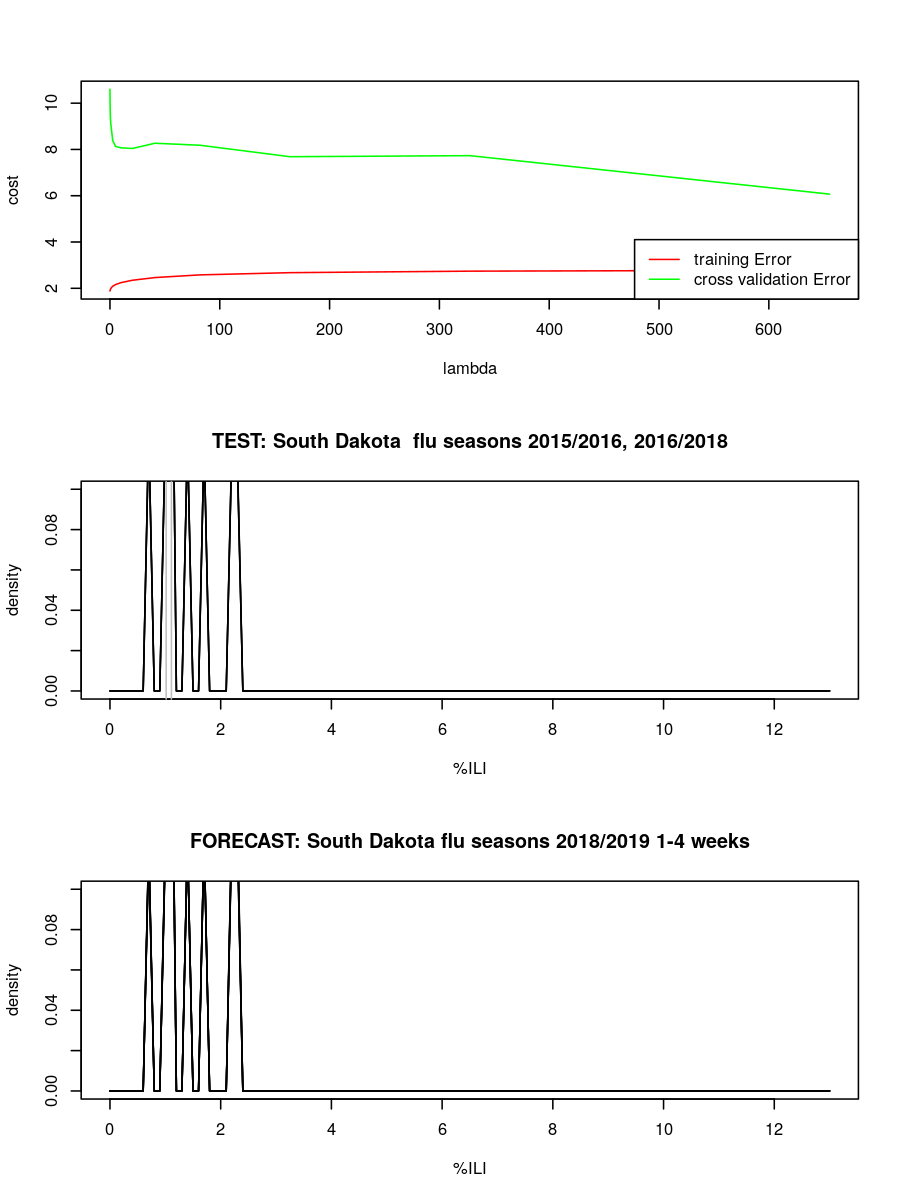 cost
10
8
6
4
2
training Error
cross validation Error
0 100 200 300 400 500 600
lambda
TEST: South Dakota  flu seasons 2015/2016, 2016/2018
density
0.08
0.04
0.00
0 2 4 6 8 10 12
%ILI
FORECAST: South Dakota flu seasons 2018/2019 1-4 weeks
density
0.08
0.04
0.00
0 2 4 6 8 10 12
%ILI